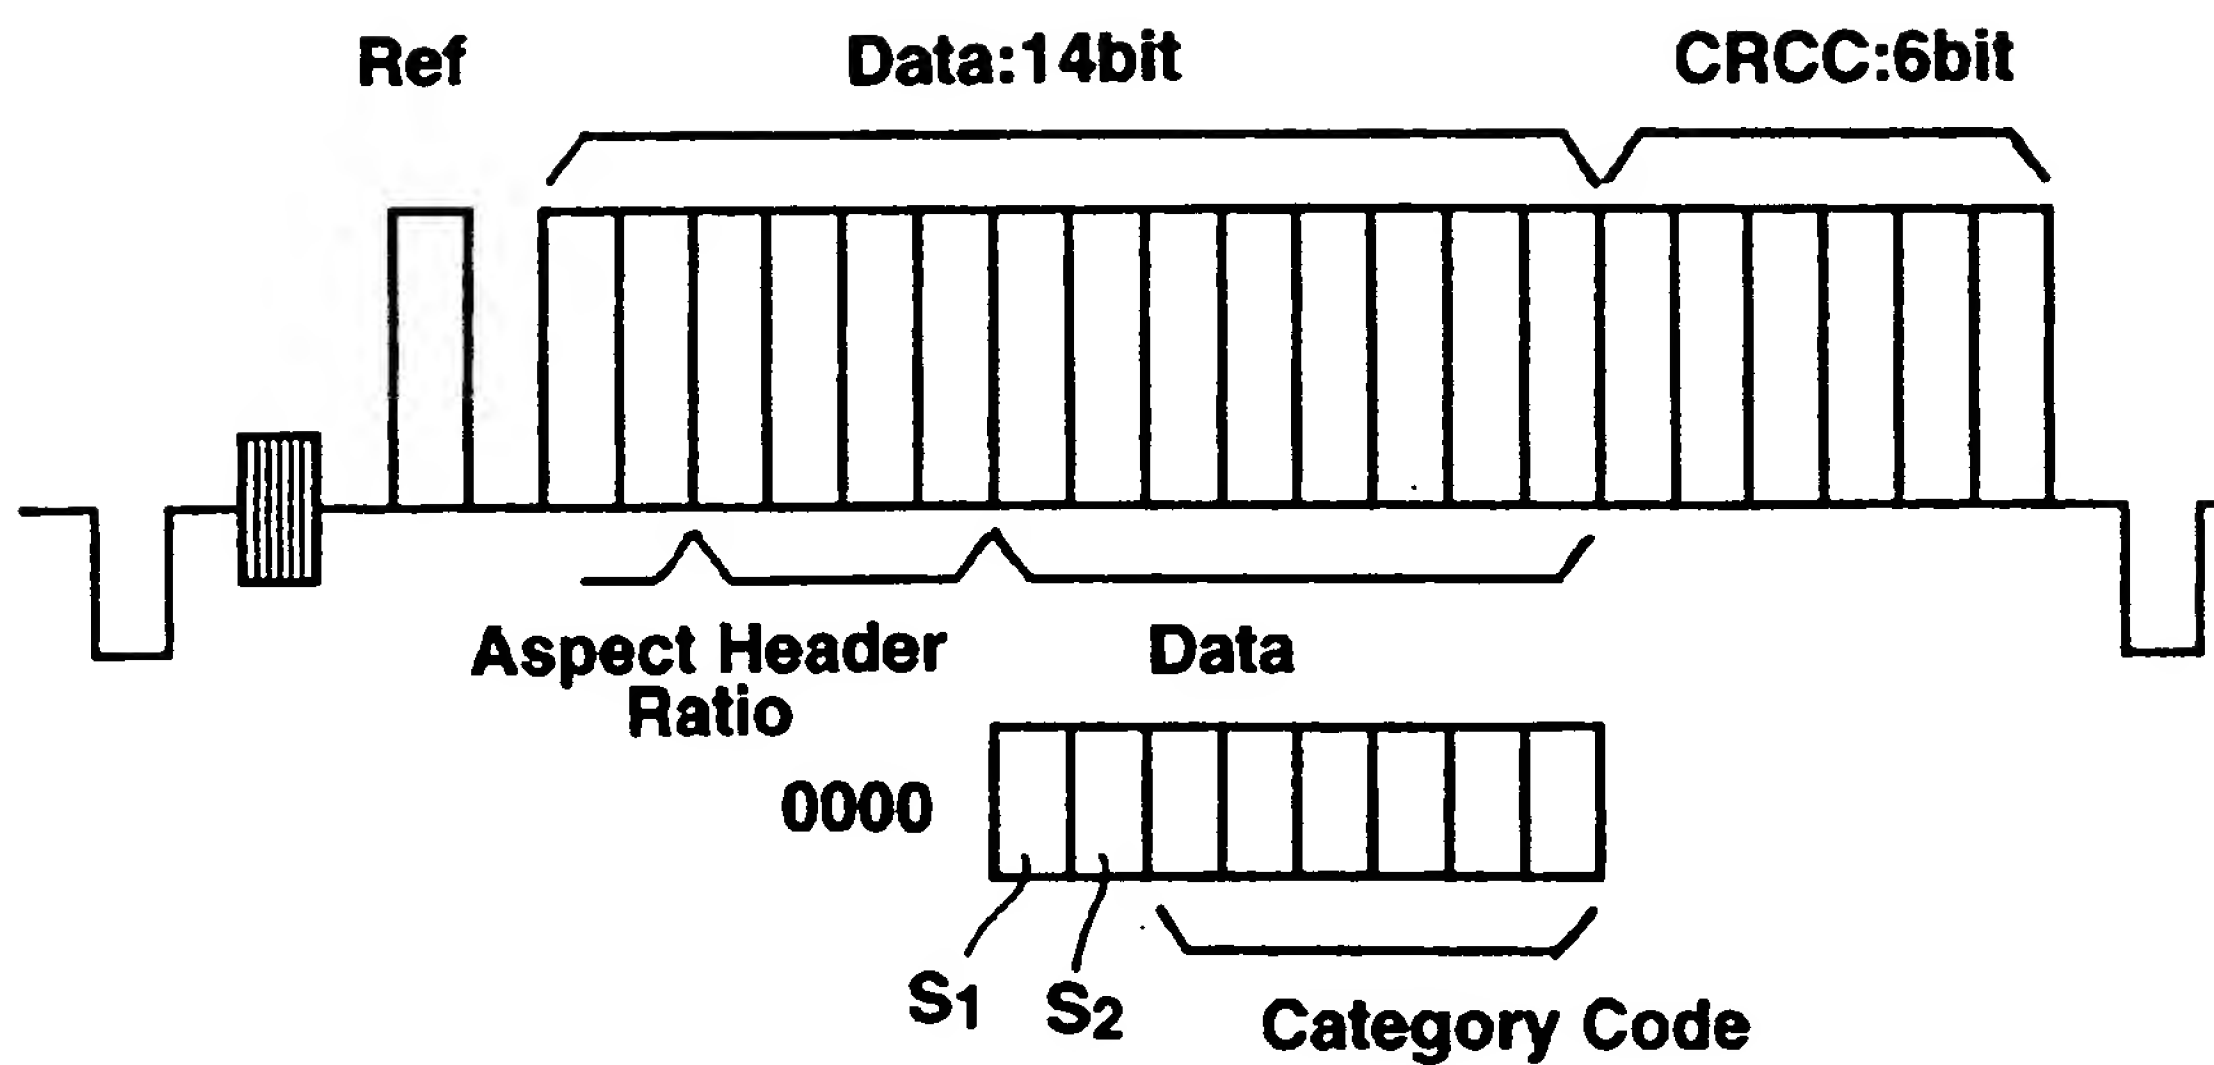 Ref
Data:14bit
CRCC:6bit
Aspect Header
Ratio
Data
0000
S1
S2
Category Code